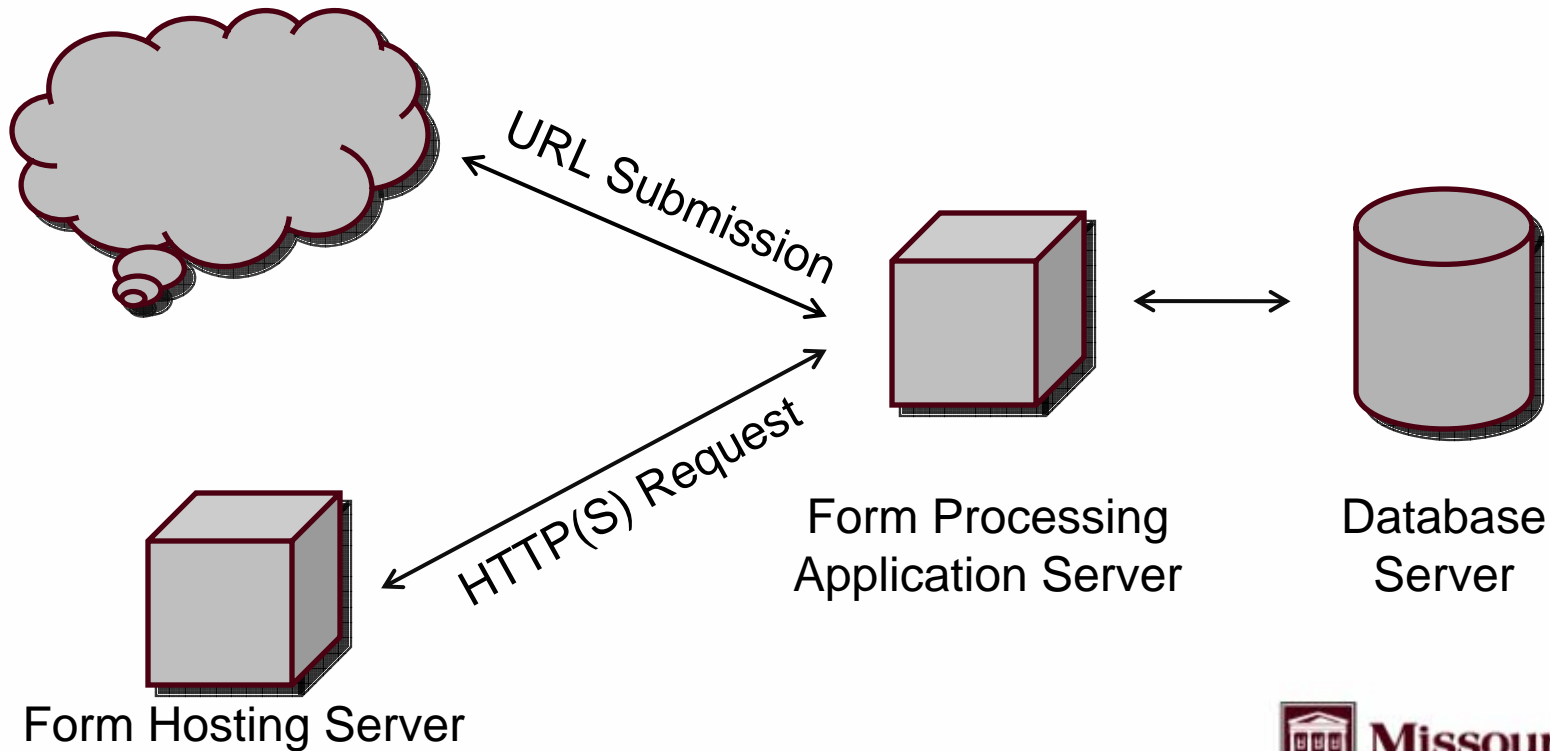 URL Submission
HTTP(S) Request
Form Processing
Application Server
Database
Server
Form Hosting Server